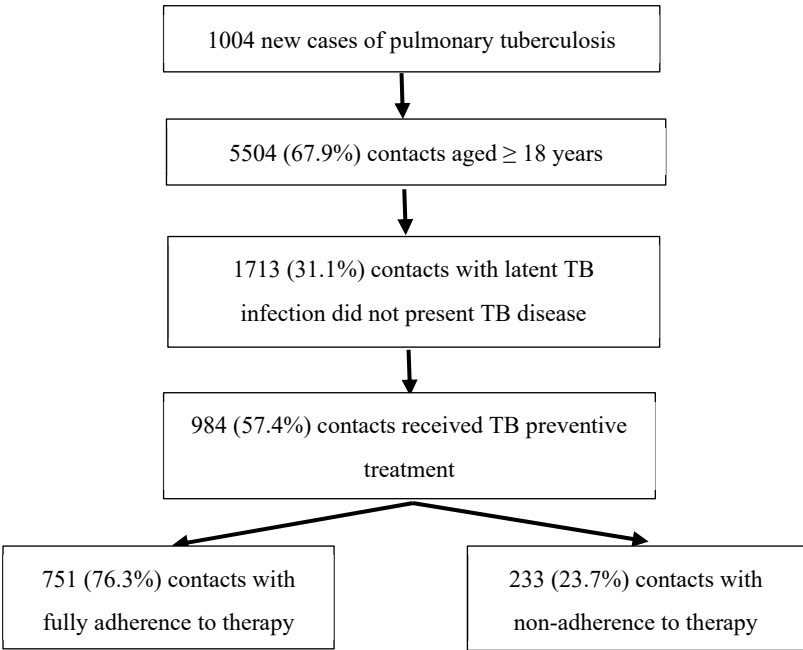 1004 new cases of pulmonary tuberculosis
5504 (67.9%) contacts aged ≥ 18 years
1713 (31.1%) contacts with latent TB
infection did not present TB disease
984 (57.4%) contacts received TB preventive
treatment
751 (76.3%) contacts with
fully adherence to therapy
233 (23.7%) contacts with
non-adherence to therapy